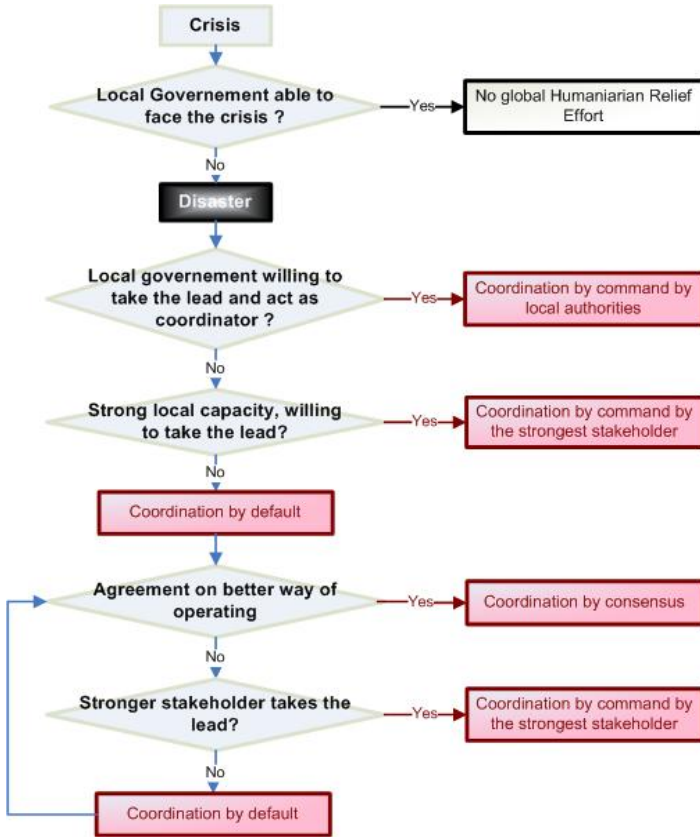 Crisis
Local Governement able to
face the crisis ?
Yes
No global Humaniarian Relief
Effort
No
Disaster
Local governement willing to
take the lead and act as
coordinator ?
Yes
Coordination by command by
local authorities
No
Strong local capacity, willing
to take the lead?
Yes
Coordination by command by
the strongest stakeholder
No
Coordination by default
Agreement on better way of
operating
Yes
Coordination by consensus
No
Stronger stakeholder takes the
lead?
Yes
Coordination by command by
the strongest stakeholder
No
Coordination by default